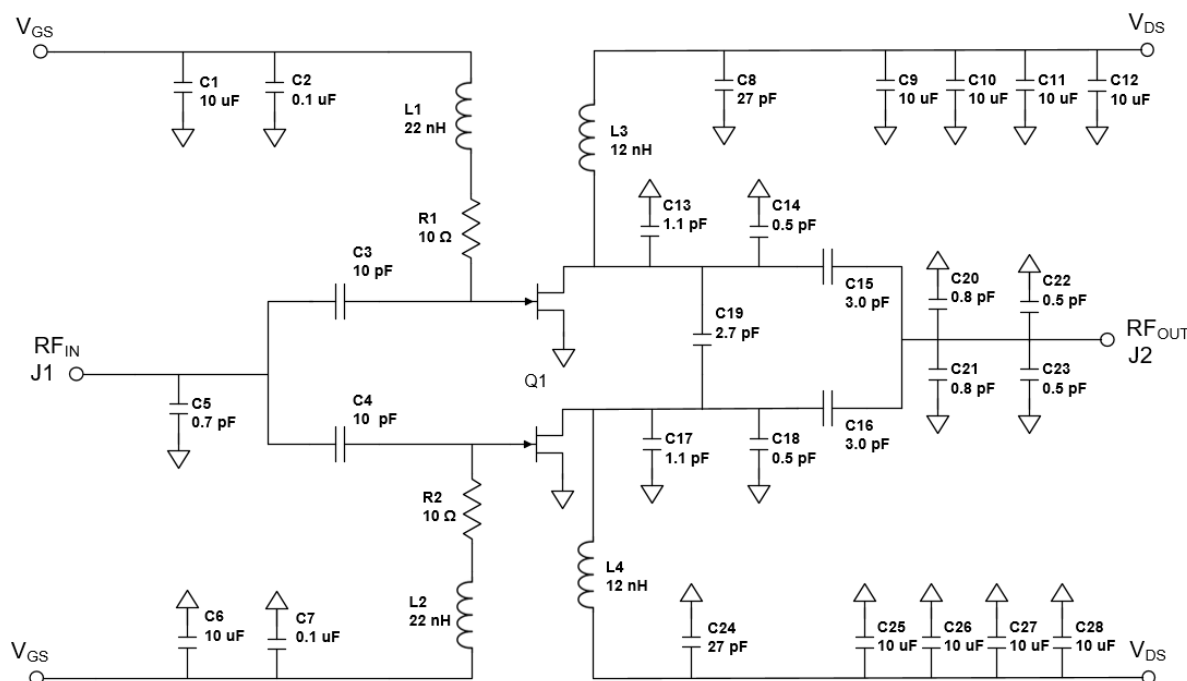 V_GS
V_DS
C1
10 uF
C2
0.1 uF
L1
22 nH
L3
12 nH
C8
27 pF
C9
10 uF
C10
10 uF
C11
10 uF
C12
10 uF
R1
10 Ω
C13
1.1 pF
C14
0.5 pF
C3
10 pF
C15
3.0 pF
C20
0.8 pF
C22
0.5 pF
C19
2.7 pF
RF_IN
J1
RF_OUT
J2
Q1
C5
0.7 pF
C4
10 pF
C21
0.8 pF
C23
0.5 pF
C16
3.0 pF
C17
1.1 pF
C18
0.5 pF
R2
10 Ω
L4
12 nH
L2
22 nH
C6
10 uF
C7
0.1 uF
C24
27 pF
C25
10 uF
C26
10 uF
C27
10 uF
C28
10 uF
V_GS
V_DS